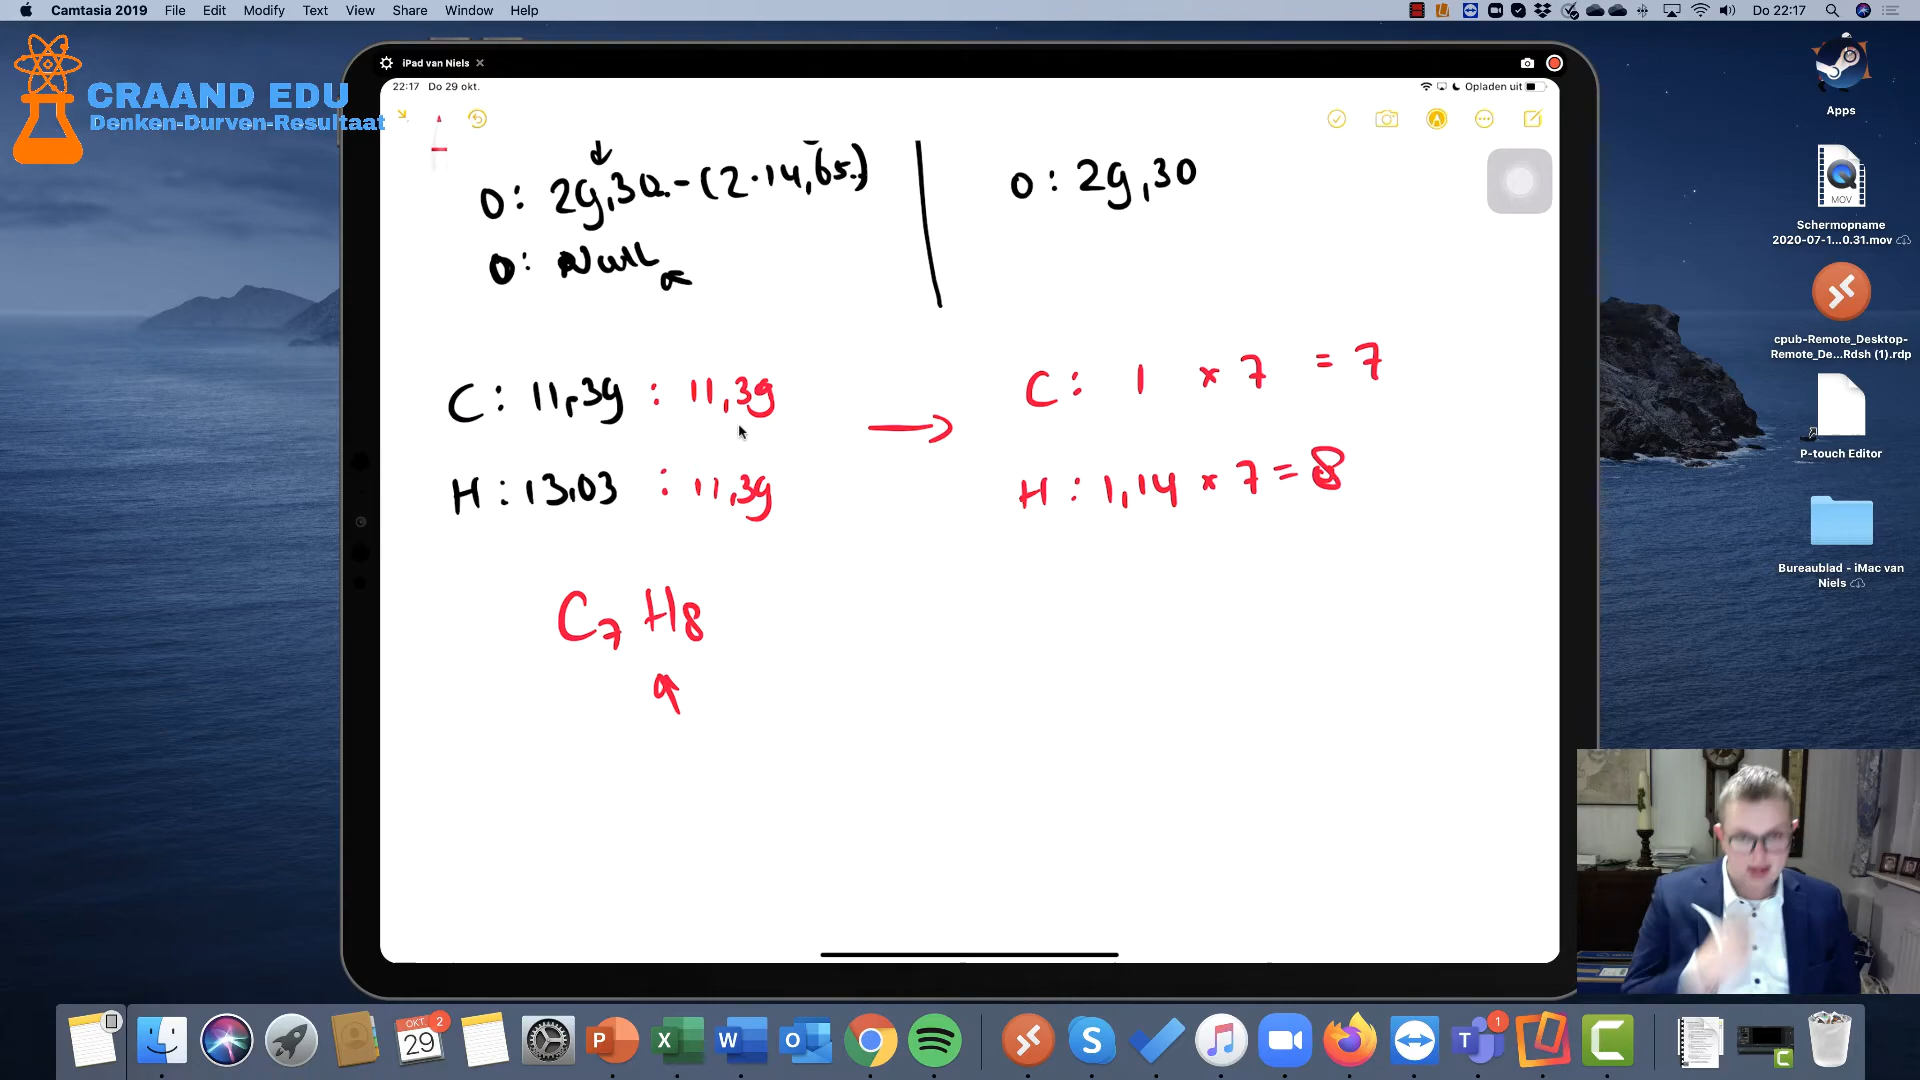 Camtasia 2019 File Edit Modify Text View Share Window Help
Do 22:17
CRAAND EDU
Denken-Durven-Resultaat
iPad van Niels
22:17 Do 29 okt.
Opladen uit
O: 29,30.-(2·14,65.)
O: 29,30
O: Null
C: 11,39 : 11,39
C: 1 × 7 = 7
H: 13,03 : 11,39
H: 1,14 × 7 = 8
C7 H8
Apps
MOV
Schermopname
2020-07-1...0.31.mov
cpub-Remote_Desktop-
Remote_De...Rdsh (1).rdp
P-touch Editor
Bureaublad - iMac van
Niels
OKT.
2
29
P
X
W
O
S
T
1
C
C